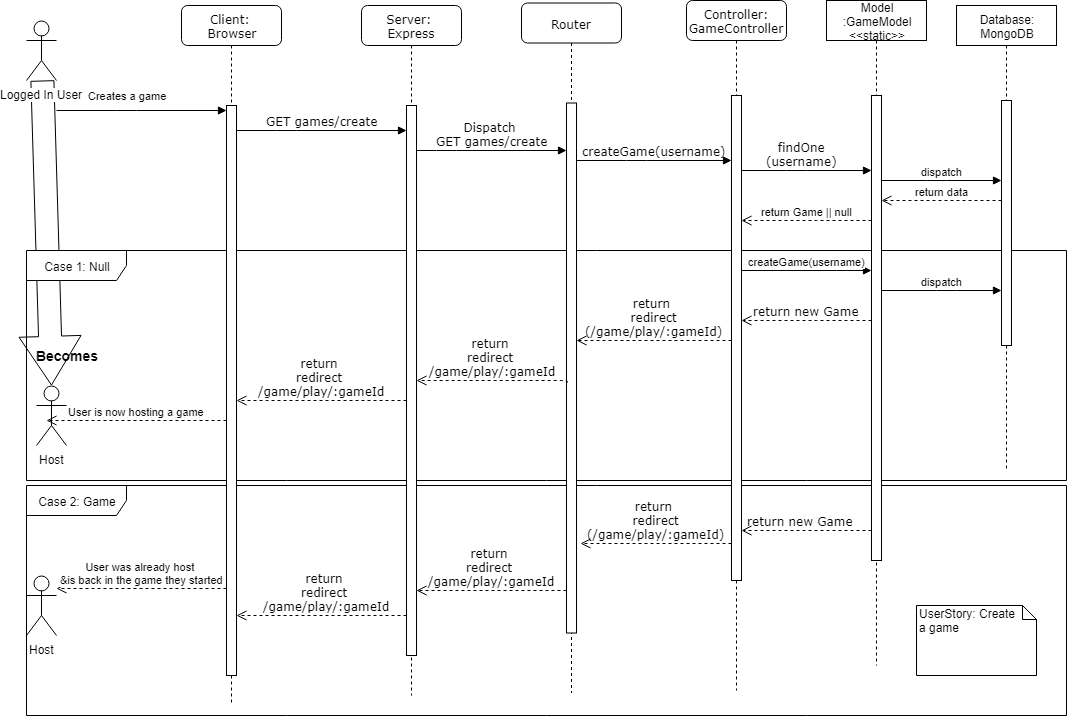 Client:
Browser
Server:
Express
Router
Controller:
GameController
Model
:GameModel
<<static>>
Database:
MongoDB
Logged In User
Creates a game
GET games/create
Dispatch
GET games/create
createGame(username)
findOne
(username)
dispatch
return data
return Game || null
Case 1: Null
createGame(username)
dispatch
return new Game
return
redirect
(/game/play/:gameId)
return
redirect
/game/play/:gameId
return
redirect
/game/play/:gameId
Becomes
User is now hosting a game
Host
Case 2: Game
return new Game
return
redirect
(/game/play/:gameId)
return
redirect
/game/play/:gameId
return
redirect
/game/play/:gameId
User was already host
&is back in the game they started
Host
UserStory: Create
a game